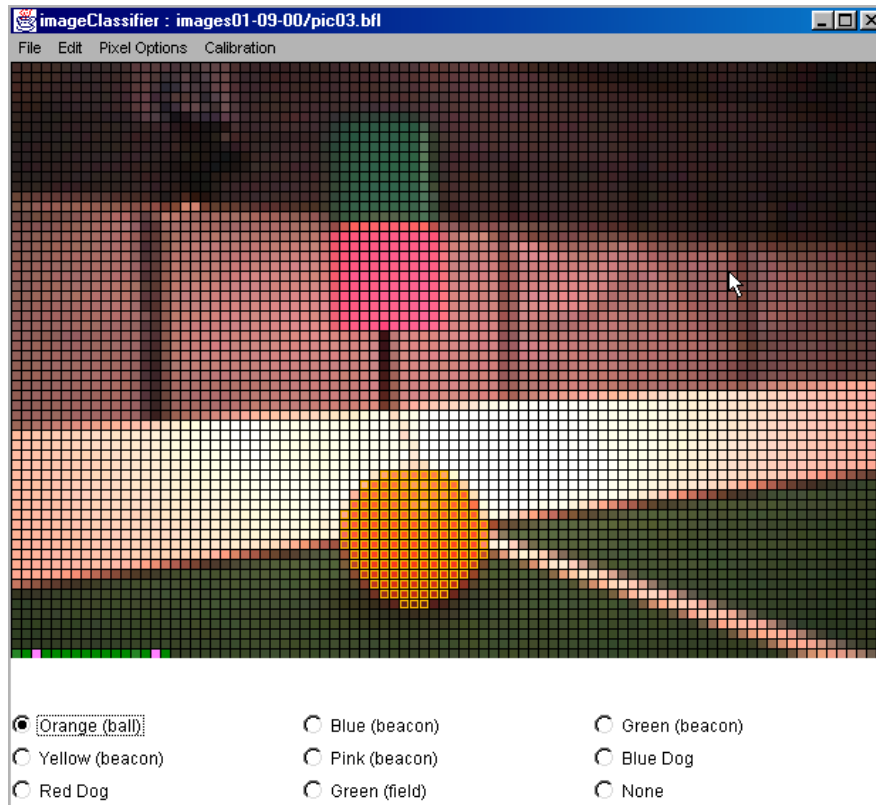 imageClassifier : images01-09-00/pic03.bfl
File Edit Pixel Options Calibration
Orange (ball) Blue (beacon) Green (beacon)
Yellow (beacon) Pink (beacon) Blue Dog
Red Dog Green (field) None